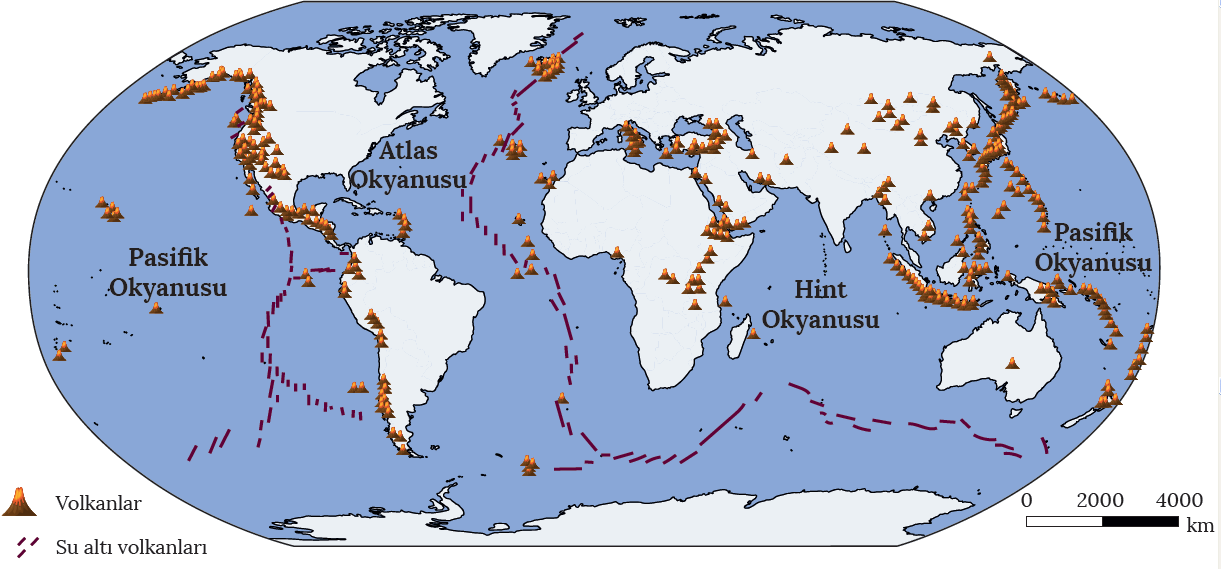 Atlas
Okyanusu
Pasifik
Okyanusu
Pasifik
Okyanusu
Hint
Okyanusu
Volkanlar
Su altı volkanları
0 2000 4000
km